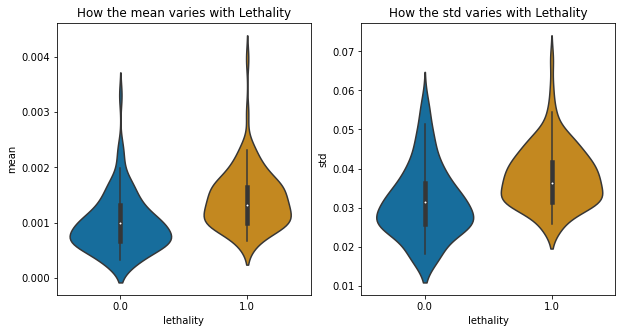 How the mean varies with Lethality
0.004
0.003
0.002
0.001
0.000
mean
0.0
1.0
lethality
How the std varies with Lethality
0.07
0.06
0.05
0.04
0.03
0.02
0.01
std
0.0
1.0
lethality